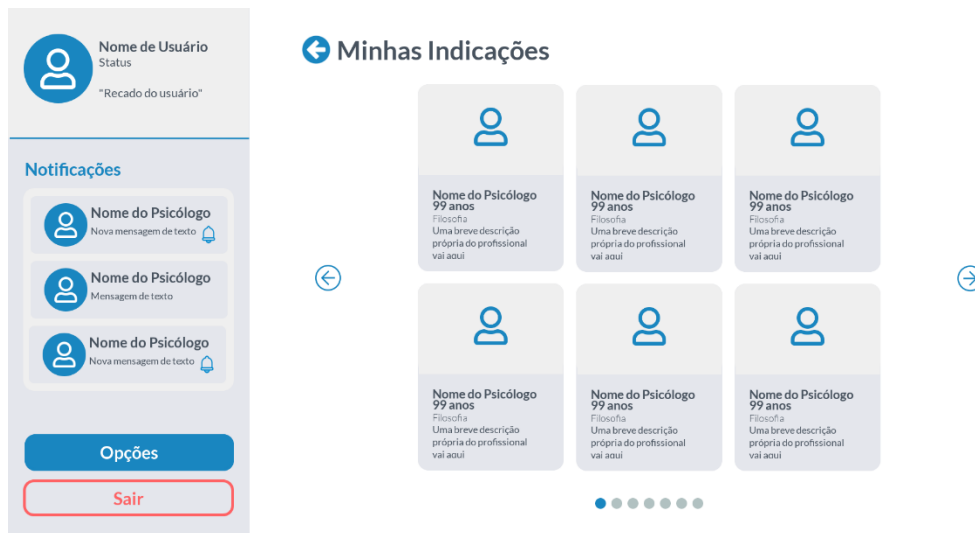 Nome de Usuário
Status
"Recado do usuário"
Notificações
Nome do Psicólogo
Nova mensagem de texto
Nome do Psicólogo
Mensagem de texto
Nome do Psicólogo
Nova mensagem de texto
Opções
Sair
Minhas Indicações
Nome do Psicólogo
99 anos
Filosofia
Uma breve descrição
própria do profissional
vai aqui
Nome do Psicólogo
99 anos
Filosofia
Uma breve descrição
própria do profissional
vai aqui
Nome do Psicólogo
99 anos
Filosofia
Uma breve descrição
própria do profissional
vai aqui
Nome do Psicólogo
99 anos
Filosofia
Uma breve descrição
própria do profissional
vai aqui
Nome do Psicólogo
99 anos
Filosofia
Uma breve descrição
própria do profissional
vai aqui
Nome do Psicólogo
99 anos
Filosofia
Uma breve descrição
própria do profissional
vai aqui